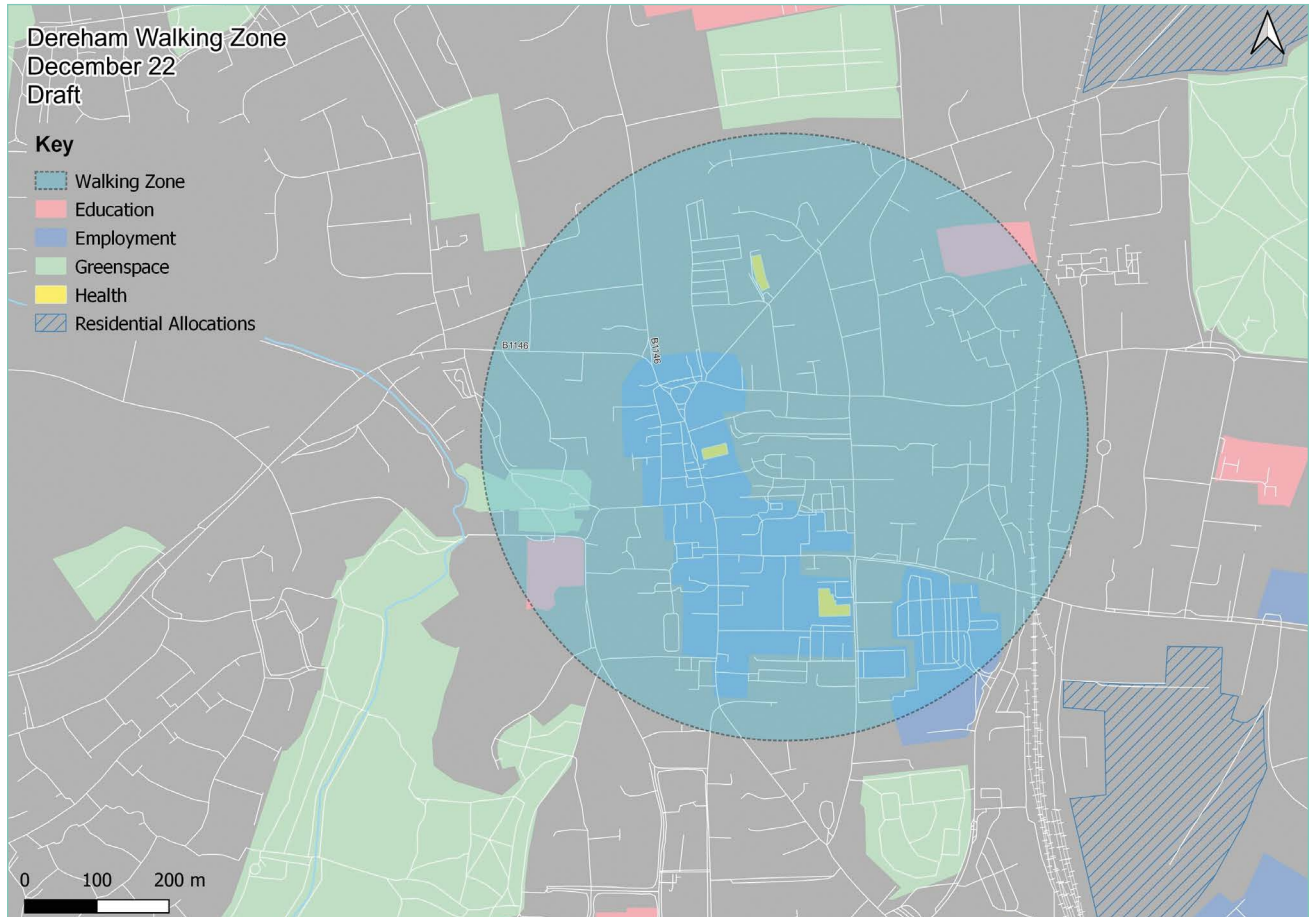 Dereham Walking Zone
December 22
Draft
Key
Walking Zone
Education
Employment
Greenspace
Health
Residential Allocations
B1146
B1146
0 100 200 m